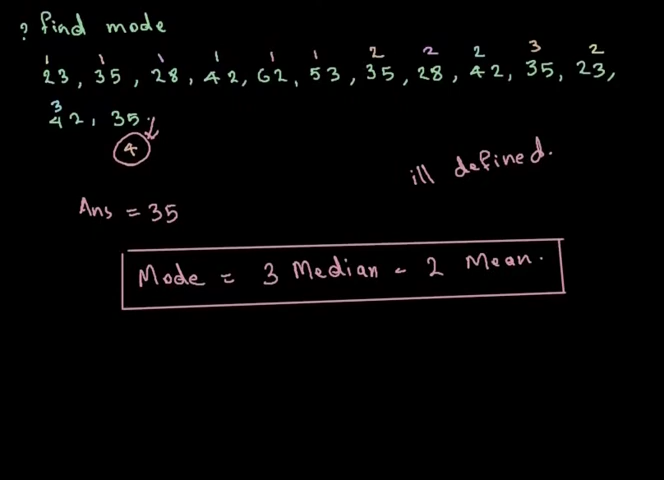 ? find mode
1 1 1 1 1 1 2 2 2 3 2
23, 35, 28, 42, 62, 53, 35, 28, 42, 35, 23,
3
42, 35.
4
ill defined.
Ans = 35
Mode = 3 Median - 2 Mean.